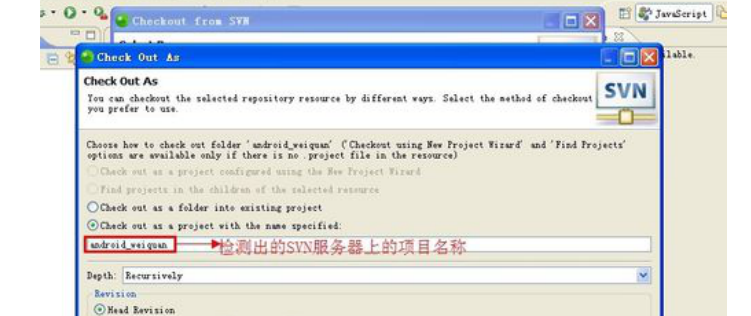 JavaScript
Checkout from SVN
lable.
Check Out As
Check Out As
SVN
You can checkout the selected repository resource by different ways. Select the method of checkout
you prefer to use.
Choose how to check out folder 'android_weiquan' ('Checkout using New Project Wizard' and 'Find Projects'
options are available only if there is no .project file in the resource)
Check out as a project configured using the New Project Wizard
Find projects in the children of the selected resource
Check out as a folder into existing project
Check out as a project with the name specified:
android_weiquan
检测出的SVN服务器上的项目名称
Depth: Recursively
Revision
Head Revision